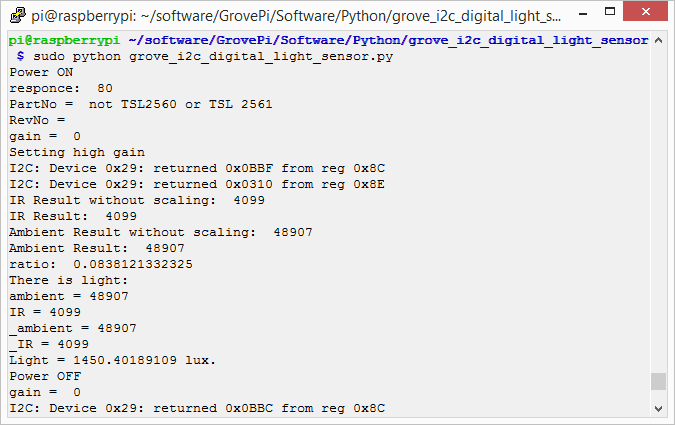 pi@raspberrypi: ~/software/GrovePi/Software/Python/grove_i2c_digital_light_s...
pi@raspberrypi ~/software/GrovePi/Software/Python/grove_i2c_digital_light_sensor
$ sudo python grove_i2c_digital_light_sensor.py
Power ON
responce:  80
PartNo =  not TSL2560 or TSL 2561
RevNo =
gain =  0
Setting high gain
I2C: Device 0x29: returned 0x0BBF from reg 0x8C
I2C: Device 0x29: returned 0x0310 from reg 0x8E
IR Result without scaling:  4099
IR Result:  4099
Ambient Result without scaling:  48907
Ambient Result:  48907
ratio:  0.0838121332325
There is light:
ambient = 48907
IR = 4099
_ambient = 48907
_IR = 4099
Light = 1450.40189109 lux.
Power OFF
gain =  0
I2C: Device 0x29: returned 0x0BBC from reg 0x8C